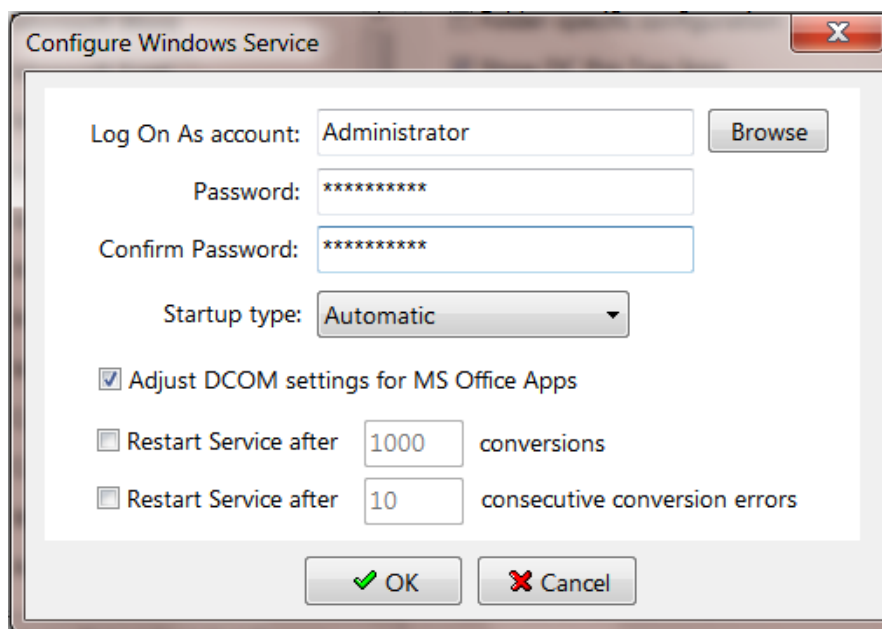 Configure Windows Service
Log On As account: Administrator Browse
Password: **********
Confirm Password: **********
Startup type: Automatic
Adjust DCOM settings for MS Office Apps
Restart Service after 1000 conversions
Restart Service after 10 consecutive conversion errors
OK Cancel